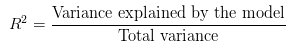 R² = Variance explained by the model / Total variance